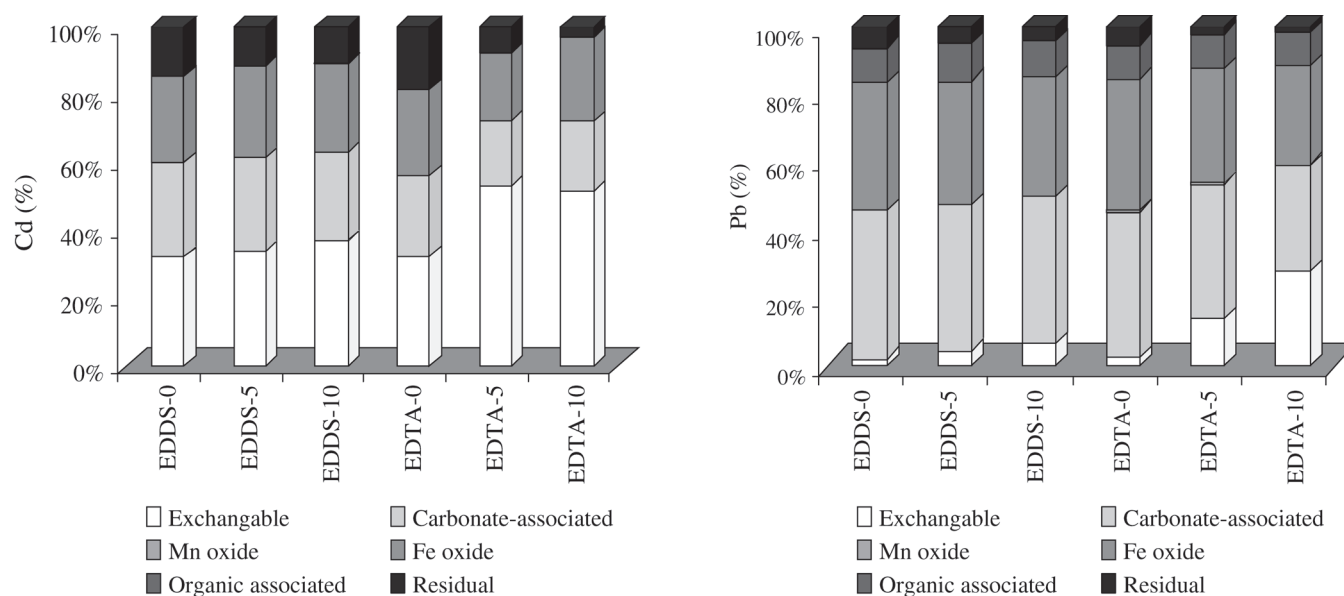 100%
80%
60%
40%
20%
0%
Cd (%)
EDDS-0
EDDS-5
EDDS-10
EDTA-0
EDTA-5
EDTA-10
Exchangable
Carbonate-associated
Mn oxide
Fe oxide
Organic associated
Residual
100%
80%
60%
40%
20%
0%
Pb (%)
EDDS-0
EDDS-5
EDDS-10
EDTA-0
EDTA-5
EDTA-10
Exchangable
Carbonate-associated
Mn oxide
Fe oxide
Organic associated
Residual